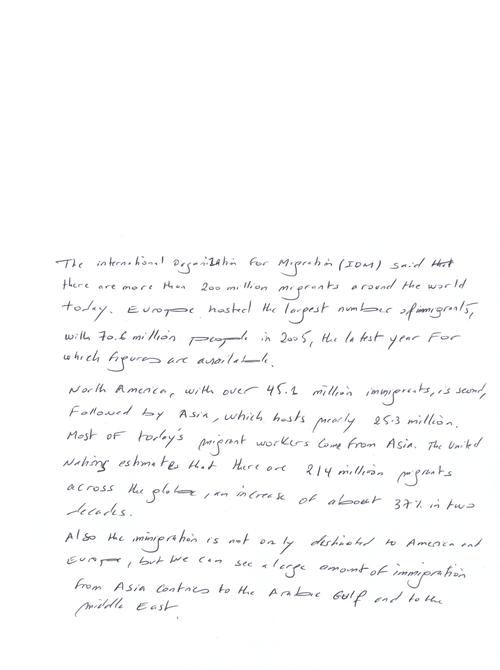 The international Organization For Migration (IOM) said that
there are more than 200 million migrants around the world
today. Europe hosted the largest number of immigrants,
with 70.6 million people in 2005, the latest year For
which figures are available.
North America, with over 45.1 million immigrants, is second,
Followed by Asia, which hosts nearly 25.3 million.
Most of today's migrant workers come from Asia. The United
Nations estimates that there are 214 million migrants
across the globe, an increase of about 37% in two
decades.
Also the immigration is not only destinated to America and
Europe, but we can see a large amount of immigration
from Asia contries to the Arabic Gulf and to the
middle East.